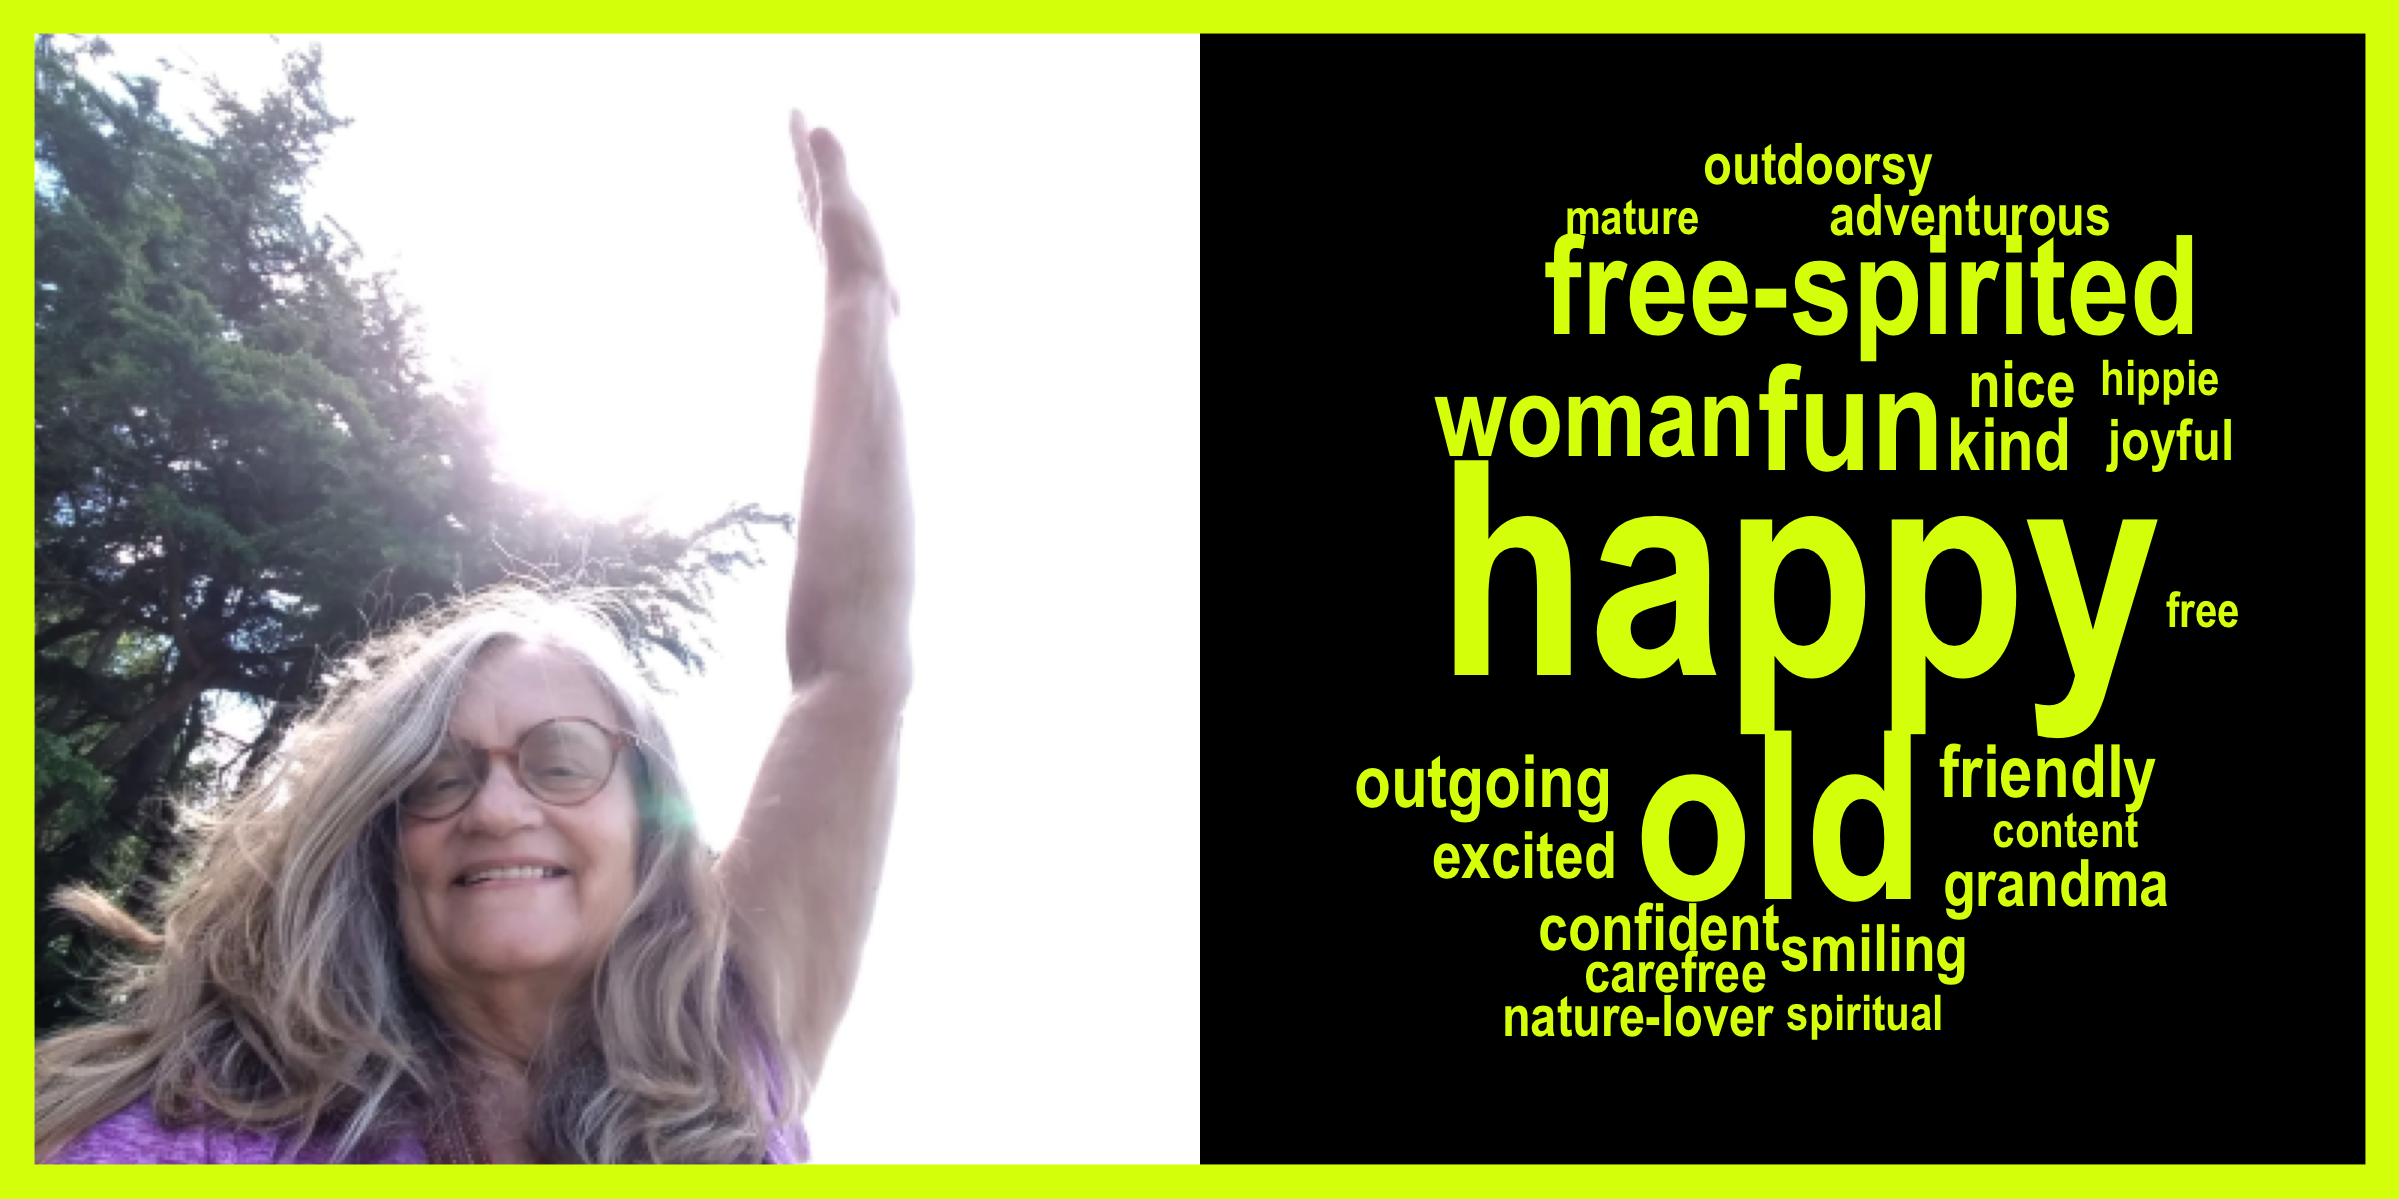 outdoorsy
mature adventurous
free-spirited
woman fun nice hippie
kind joyful
happy
free
outgoing old friendly
excited content
grandma
confident smiling
carefree
nature-lover spiritual